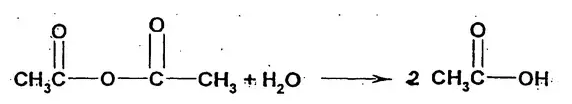 O O O
CH₃C—O—C—CH₃ + H₂O ⟶ 2 CH₃C—OH